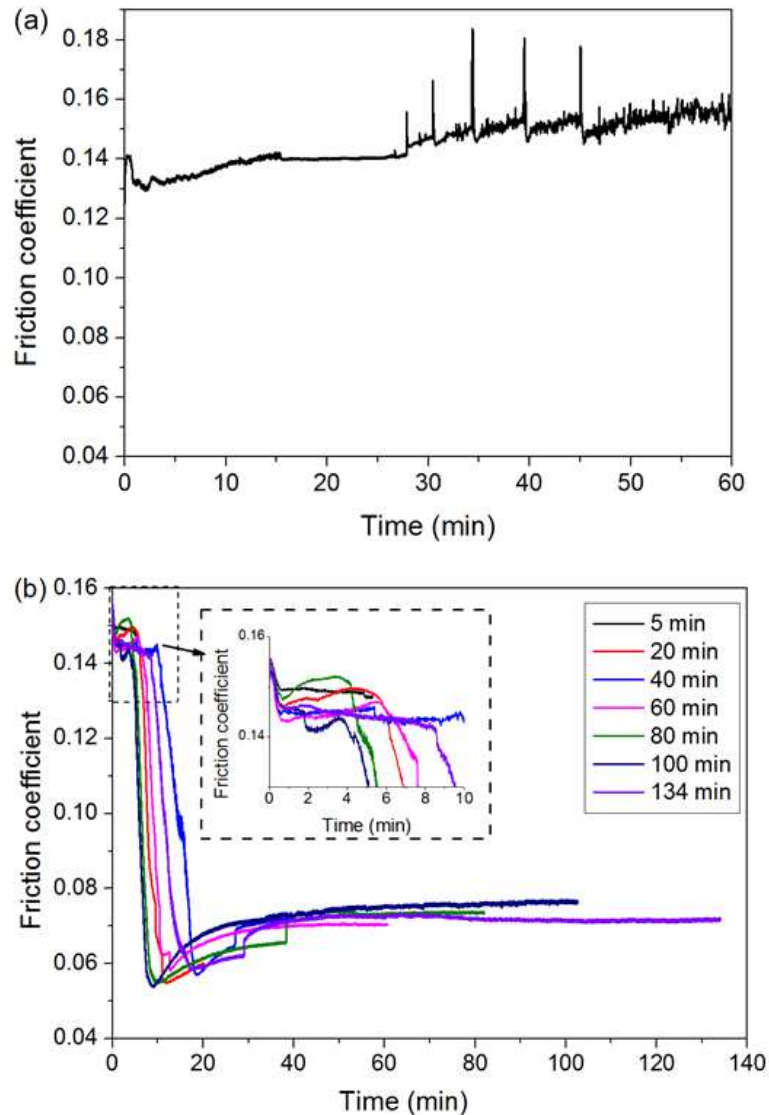 (a)
0.18
0.16
0.14
0.12
0.10
0.08
0.06
0.04
Friction coefficient
0 10 20 30 40 50 60
Time (min)
(b)
0.16
0.14
0.12
0.10
0.08
0.06
0.04
Friction coefficient
0.16
0.14
Friction coefficient
0 2 4 6 8 10
Time (min)
5 min
20 min
40 min
60 min
80 min
100 min
134 min
0 20 40 60 80 100 120 140
Time (min)